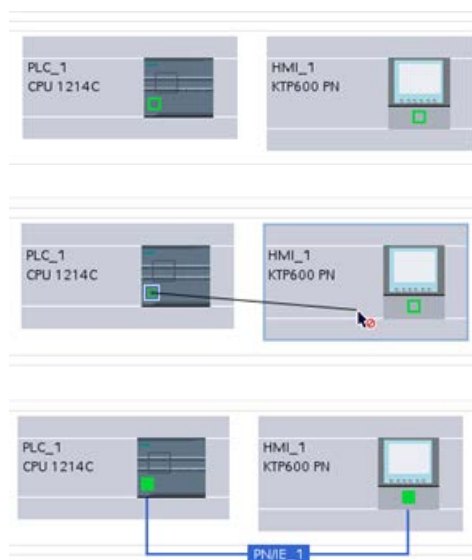 PLC_1
CPU 1214C
HMI_1
KTP600 PN
PLC_1
CPU 1214C
HMI_1
KTP600 PN
PLC_1
CPU 1214C
HMI_1
KTP600 PN
PN/IE_1